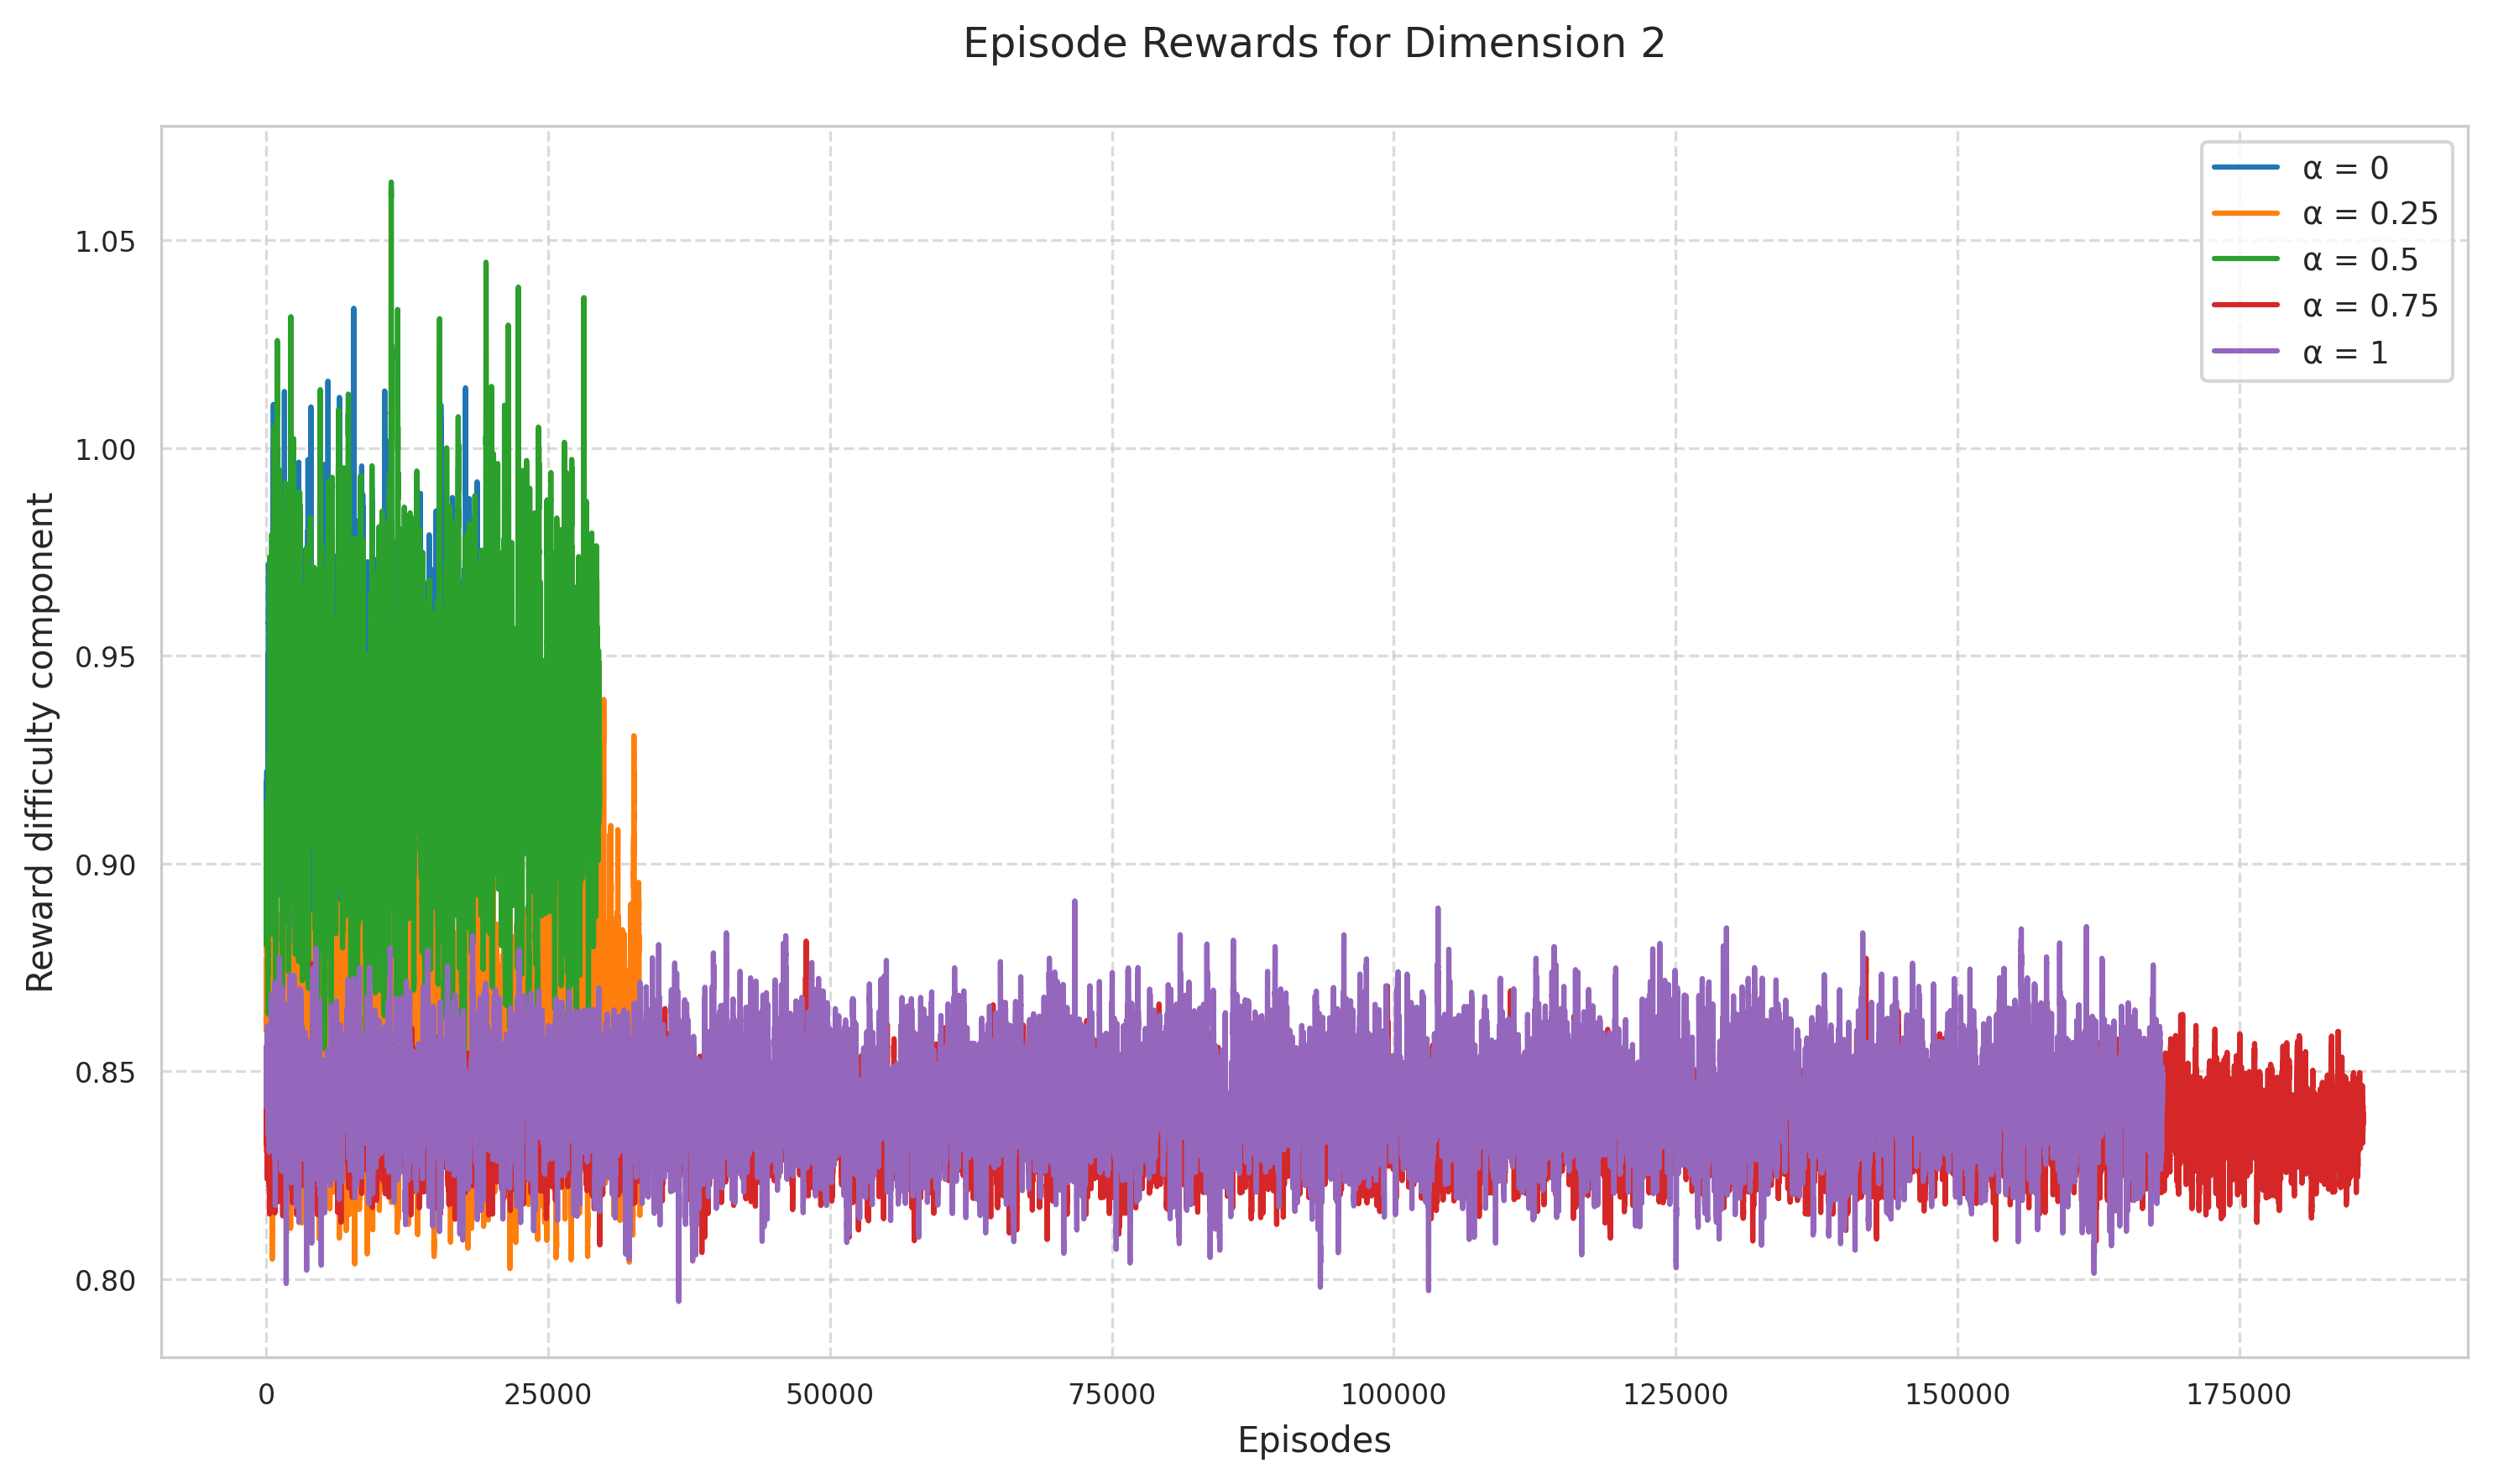 Episode Rewards for Dimension 2
α = 0
α = 0.25
α = 0.5
α = 0.75
α = 1
Reward difficulty component
1.05
1.00
0.95
0.90
0.85
0.80
0 25000 50000 75000 100000 125000 150000 175000
Episodes